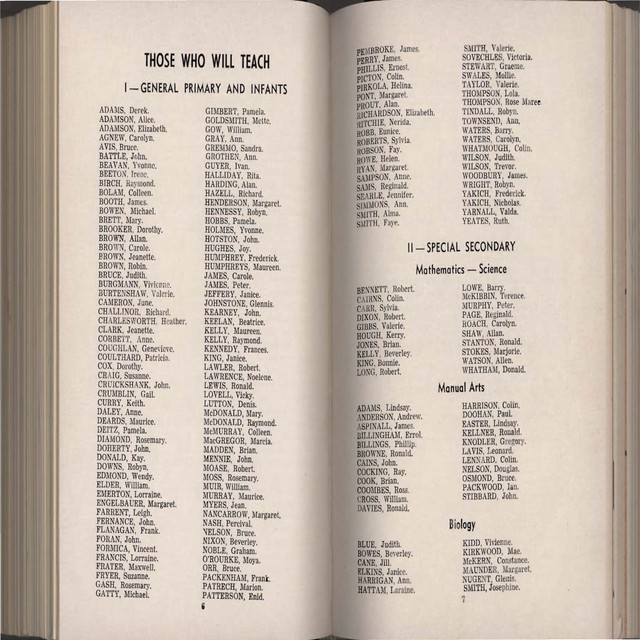 THOSE WHO WILL TEACH
I—GENERAL PRIMARY AND INFANTS
ADAMS, Derek.
ADAMSON, Alice.
ADAMSON, Elizabeth.
AGNEW, Carolyn.
AVIS, Bruce.
BATTLE, John.
BEAVAN, Yvonne.
BEETON, Irene.
BIRCH, Raymond.
BOLAM, Colleen.
BOOTH, James.
BOWEN, Michael.
BRETT, Mary.
BROOKER, Dorothy.
BROWN, Allan.
BROWN, Carole.
BROWN, Jeanette.
BROWN, Robin.
BRUCE, Judith.
BURGMANN, Vivienne.
BURTENSHAW, Valerie.
CAMERON, June.
CHALLINOR, Richard.
CHARLESWORTH, Heather.
CLARK, Jeanette.
CORBETT, Anne.
COUGHLAN, Genevieve.
COULTHARD, Patricia.
COX, Dorothy.
CRAIG, Susanne.
CRUICKSHANK, John.
CRUMBLIN, Gail.
CURRY, Keith.
DALEY, Anne.
DEARDS, Maurice.
DEITZ, Pamela.
DIAMOND, Rosemary.
DOHERTY, John.
DONALD, Kay.
DOWNS, Robyn.
EDMOND, Wendy.
ELDER, William.
EMERTON, Lorraine.
ENGELBAUER, Margaret.
FARRENT, Leigh.
FERNANCE, John.
FLANAGAN, Frank.
FORAN, John.
FORMICA, Vincent.
FRANCIS, Lorraine.
FRATER, Maxwell.
FRYER, Suzanne.
GASH, Rosemary.
GATTY, Michael.
GIMBERT, Pamela.
GOLDSMITH, Mette.
GOW, William.
GRAY, Ann.
GREMMO, Sandra.
GROTHEN, Ann.
GUYER, Ivan.
HALLIDAY, Rita.
HARDING, Alan.
HAZELL, Richard.
HENDERSON, Margaret.
HENNESSY, Robyn.
HOBBS, Pamela.
HOLMES, Yvonne.
HOTSTON, John.
HUGHES, Joy.
HUMPHREY, Frederick.
HUMPHREYS, Maureen.
JAMES, Carole.
JAMES, Peter.
JEFFERY, Janice.
JOHNSTONE, Glennis.
KEARNEY, John.
KEELAN, Beatrice.
KELLY, Maureen.
KELLY, Raymond.
KENNEDY, Frances.
KING, Janice.
LAWLER, Robert.
LAWRENCE, Noelene.
LEWIS, Ronald.
LOVELL, Vicky.
LUTTON, Denis.
McDONALD, Mary.
McDONALD, Raymond.
McMURRAY, Colleen.
MacGREGOR, Marcia.
MADDEN, Brian.
MENNIE, John.
MOASE, Robert.
MOSS, Rosemary.
MUIR, William.
MURRAY, Maurice.
MYERS, Jean.
NANCARROW, Margaret.
NASH, Percival.
NELSON, Bruce.
NIXON, Beverley.
NOBLE, Graham.
O'ROURKE, Moya.
ORR, Bruce.
PACKENHAM, Frank.
PATRECH, Marion.
PATTERSON, Enid.
6
PEMBROKE, James.
PERRY, James.
PHILLIS, Ernest.
PICTON, Colin.
PIRKOLA, Helina.
PONT, Margaret.
PROUT, Alan.
RICHARDSON, Elizabeth.
RITCHIE, Nerida.
ROBB, Eunice.
ROBERTS, Sylvia.
ROBSON, Fay.
ROWE, Helen.
RYAN, Margaret.
SAMPSON, Anne.
SAMS, Reginald.
SEABLE, Jennifer.
SIMMONS, Ann.
SMITH, Alma.
SMITH, Faye.
SMITH, Valerie.
SOVECHLES, Victoria.
STEWART, Graeme.
SWALES, Mollie.
TAYLOR, Valerie.
THOMPSON, Lola.
THOMPSON, Rose Maree
TINDALL, Robyn.
TOWNSEND, Ann.
WATERS, Barry.
WATERS, Carolyn.
WHATMOUGH, Colin.
WILSON, Judith.
WILSON, Trevor.
WOODBURY, James.
WRIGHT, Robyn.
YAKICH, Frederick.
YAKICH, Nicholas.
YARNALL, Valda.
YEATES, Ruth.
II—SPECIAL SECONDARY
Mathematics — Science
BENNETT, Robert.
CAIRNS, Colin.
CARR, Sylvia.
DIXON, Robert.
GIBBS, Valerie.
HOUGH, Kerry.
JONES, Brian.
KELLY, Beverley.
KING, Bonnie.
LONG, Robert.
LOWE, Barry.
McKIBBIN, Terence.
MURPHY, Peter.
PAGE, Reginald.
ROACH, Carolyn.
SHAW, Allan.
STANTON, Ronald.
STOKES, Marjorie.
WATSON, Allen.
WHATHAM, Donald.
Manual Arts
ADAMS, Lindsay.
ANDERSON, Andrew.
ASPINALL, James.
BILLINGHAM, Errol.
BILLINGS, Phillip.
BROWNE, Ronald.
CAINS, John.
COCKING, Ray.
COOK, Brian.
COOMBES, Ross.
CROSS, William.
DAVIES, Ronald.
HARRISON, Colin.
DOOHAN, Paul.
EASTER, Lindsay.
KELLNER, Ronald.
KNODLER, Gregory.
LAVIS, Leonard.
LENNARD, Colin.
NELSON, Douglas.
OSMOND, Bruce.
PACKWOOD, Ian.
STIBBARD, John.
Biology
BLUE, Judith.
BOWES, Beverley.
CANE, Jill.
ELKINS, Janice.
HARRIGAN, Ann.
HATTAM, Loraine.
KIDD, Vivienne.
KIRKWOOD, Mae.
McKERN, Constance.
MAUNDER, Margaret.
NUGENT, Glenis.
SMITH, Josephine.
7